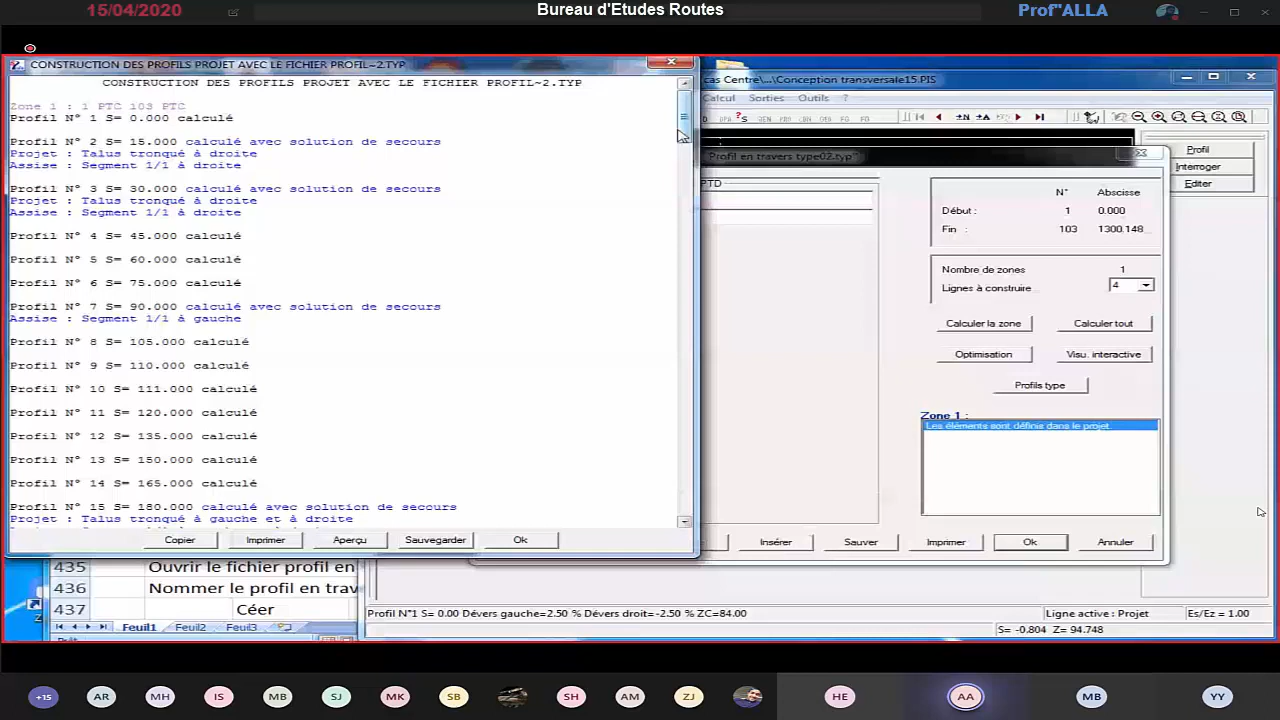 15/04/2020
Bureau d'Etudes Routes
Prof"ALLA
CONSTRUCTION DES PROFILS PROJET AVEC LE FICHIER PROFIL~2.TYP
CONSTRUCTION DES PROFILS PROJET AVEC LE FICHIER PROFIL~2.TYP
Zone 1 : 1 PTC 103 PTC
Profil N° 1 S= 0.000 calculé
Profil N° 2 S= 15.000 calculé avec solution de secours
Projet : Talus tronqué à droite
Assise : Segment 1/1 à droite
Profil N° 3 S= 30.000 calculé avec solution de secours
Projet : Talus tronqué à droite
Assise : Segment 1/1 à droite
Profil N° 4 S= 45.000 calculé
Profil N° 5 S= 60.000 calculé
Profil N° 6 S= 75.000 calculé
Profil N° 7 S= 90.000 calculé avec solution de secours
Assise : Segment 1/1 à gauche
Profil N° 8 S= 105.000 calculé
Profil N° 9 S= 110.000 calculé
Profil N° 10 S= 111.000 calculé
Profil N° 11 S= 120.000 calculé
Profil N° 12 S= 135.000 calculé
Profil N° 13 S= 150.000 calculé
Profil N° 14 S= 165.000 calculé
Profil N° 15 S= 180.000 calculé avec solution de secours
Projet : Talus tronqué à gauche et à droite
Copier Imprimer Aperçu Sauvegarder Ok
cas Centre\...\Conception transversale15.PIS
Calcul Sorties Outils ?
Profil en travers type02.typ"
PTD
Profil
Interroger
Editer
N° Abscisse
Début : 1 0.000
Fin : 103 1300.148...
Nombre de zones 1
Lignes à construire 4
Calculer la zone Calculer tout
Optimisation Visu. interactive
Profils type
Zone 1 :
Les éléments sont définis dans le projet.
Insérer Sauver Imprimer Ok Annuler
435 Ouvrir le fichier profil en
436 Nommer le profil en trav
437 Céer
Feuil1 Feuil2 Feuil3
Profil N°1 S= 0.00 Dévers gauche=2.50 % Dévers droit=-2.50 % ZC=84.00
Ligne active : Projet
Es/Ez = 1.00
S= -0.804 Z= 94.748
+15 AR MH IS MB SJ MK SB SH AM ZJ HE AA MB YY